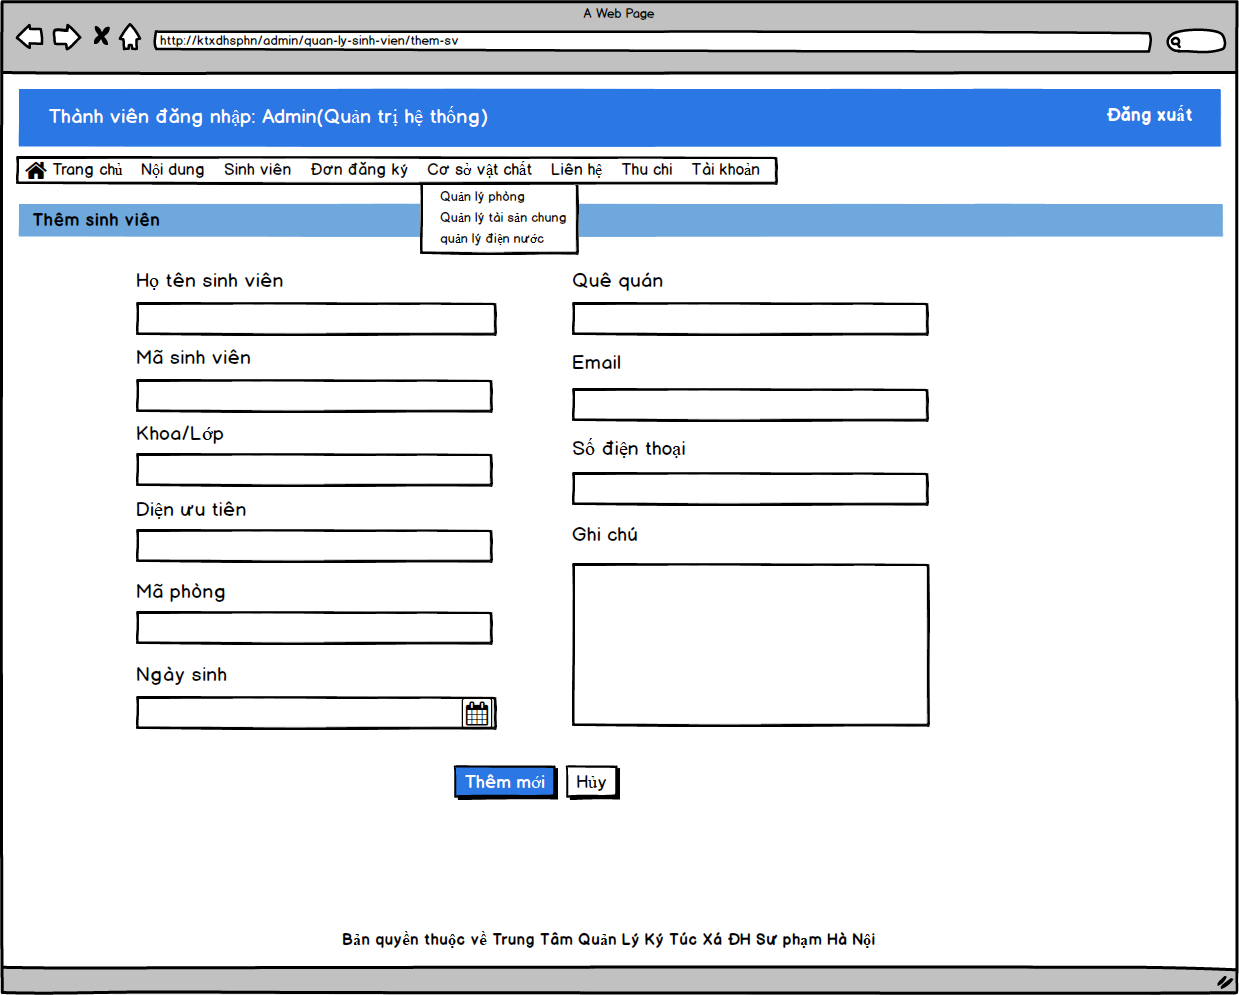 A Web Page
http://ktxdhsphn/admin/quan-ly-sinh-vien/them-sv
Thành viên đăng nhập: Admin(Quản trị hệ thống)
Đăng xuất
Trang chủ Nội dung Sinh viên Đơn đăng ký Cơ sở vật chất Liên hệ Thu chi Tài khoản
Quản lý phòng
Quản lý tài sản chung
quản lý điện nước
Thêm sinh viên
Họ tên sinh viên
Mã sinh viên
Khoa/Lớp
Diện ưu tiên
Mã phòng
Ngày sinh
Quê quán
Email
Số điện thoại
Ghi chú
Thêm mới
Hủy
Bản quyền thuộc về Trung Tâm Quản Lý Ký Túc Xá ĐH Sư phạm Hà Nội